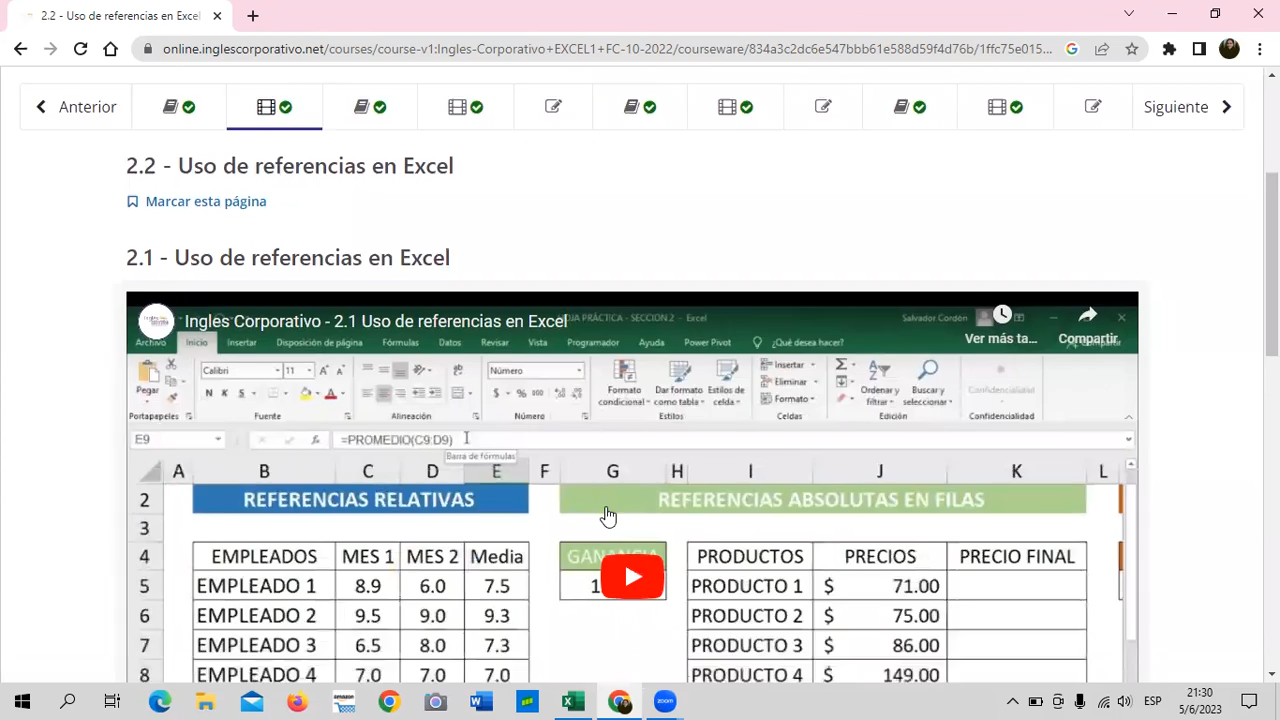 2.2 - Uso de referencias en Excel
online.inglescorporativo.net/courses/course-v1:Ingles-Corporativo+EXCEL1+FC-10-2022/courseware/834a3c2dc6e547bbb61e588d59f4d76b/1ffc75e015...
Anterior
Siguiente
2.2 - Uso de referencias en Excel
Marcar esta página
2.1 - Uso de referencias en Excel
Ingles Corporativo - 2.1 Uso de referencias en Excel
HOJA PRÁCTICA - SECCION 2 - Excel
Salvador Cordón
Ver más ta...
Compartir
Archivo Inicio Insertar Disposición de página Fórmulas Datos Revisar Vista Programador Ayuda Power Pivot ¿Qué desea hacer?
Pegar
Calibri 11
N K S
Número
$ % 000
Formato condicional
Dar formato como tabla
Estilos de celda
Insertar
Eliminar
Formato
Ordenar y filtrar
Buscar y seleccionar
Confidencialidad
Portapapeles Fuente Alineación Número Estilos Celdas Edición Confidencialidad
E9 fx =PROMEDIO(C9:D9)
Barra de fórmulas
A B C D E F G H I J K L
2 REFERENCIAS RELATIVAS REFERENCIAS ABSOLUTAS EN FILAS
3
4 EMPLEADOS MES 1 MES 2 Media GANANCIA PRODUCTOS PRECIOS PRECIO FINAL
5 EMPLEADO 1 8.9 6.0 7.5 PRODUCTO 1 $ 71.00
6 EMPLEADO 2 9.5 9.0 9.3 PRODUCTO 2 $ 75.00
7 EMPLEADO 3 6.5 8.0 7.3 PRODUCTO 3 $ 86.00
8 EMPLEADO 4 7.0 7.0 7.0 PRODUCTO 4 $ 149.00
amazon
zoom
ESP
21:30
5/6/2023